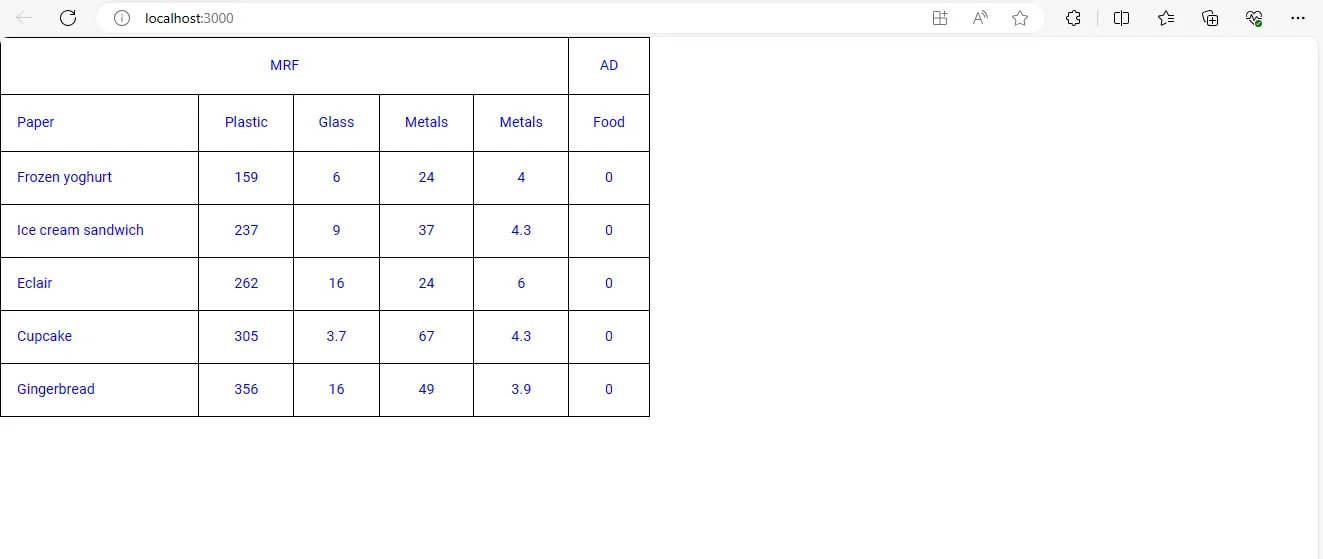 localhost:3000
MRF AD
Paper Plastic Glass Metals Metals Food
Frozen yoghurt 159 6 24 4 0
Ice cream sandwich 237 9 37 4.3 0
Eclair 262 16 24 6 0
Cupcake 305 3.7 67 4.3 0
Gingerbread 356 16 49 3.9 0